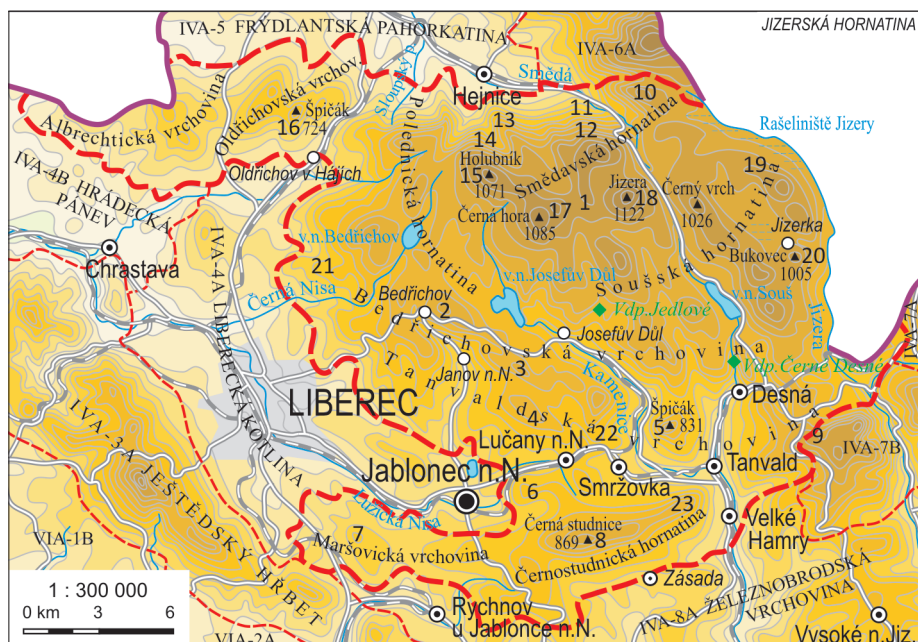 JIZERSKÁ HORNATINA
IVA-5 FRÝDLANTSKÁ PAHORKATINA
IVA-6A
Smědá
Sloupský p.
Hejnice
Albrechtická vrchovina
Oldřichovská vrchov.
Špičák
16 724
Polednická hornatina
13
14
11
12
10
Smědavská hornatina
Rašeliniště Jizery
IVA-4B HRÁDECKÁ
PÁNEV
Oldřichov v Hájích
Holubník
15
1071
Černá hora
17
1085
1
Jizera
18
1122
Černý vrch
1026
19
Soušská hornatina
Jizerka
Bukovec
20
1005
Chrastava
IVA-4A LIBERECKÁ KOTLINA
v.n.Bedřichov
21
Černá Nisa
v.n.Josefův Důl
v.n.Souš
Jizera
Bedřichov
2
Vdp.Jedlové
Josefův Důl
Bedřichovská vrchovina
Vdp.Černé Desné
Janov n.N.
3
Kamenice
LIBEREC
Tanvaldská vrchovina
4
Špičák
5
831
Desná
9
IVA-7B
Lučany n.N.
22
Jablonec n.N.
Smržovka
Tanvald
IVA-3A JEŠTĚDSKÝ HŘBET
6
23
Lužická Nisa
Velké
Hamry
VIA-1B
7
Maršovická vrchovina
Černá studnice
869
8
Černostudnická hornatina
Zásada
IVA-8A ŽELEZNOBRODSKÁ
VRCHOVINA
1 : 300 000
0 km 3 6
Rychnov
u Jablonce n.N.
VIA-2A
Vysoké n.Jiz.